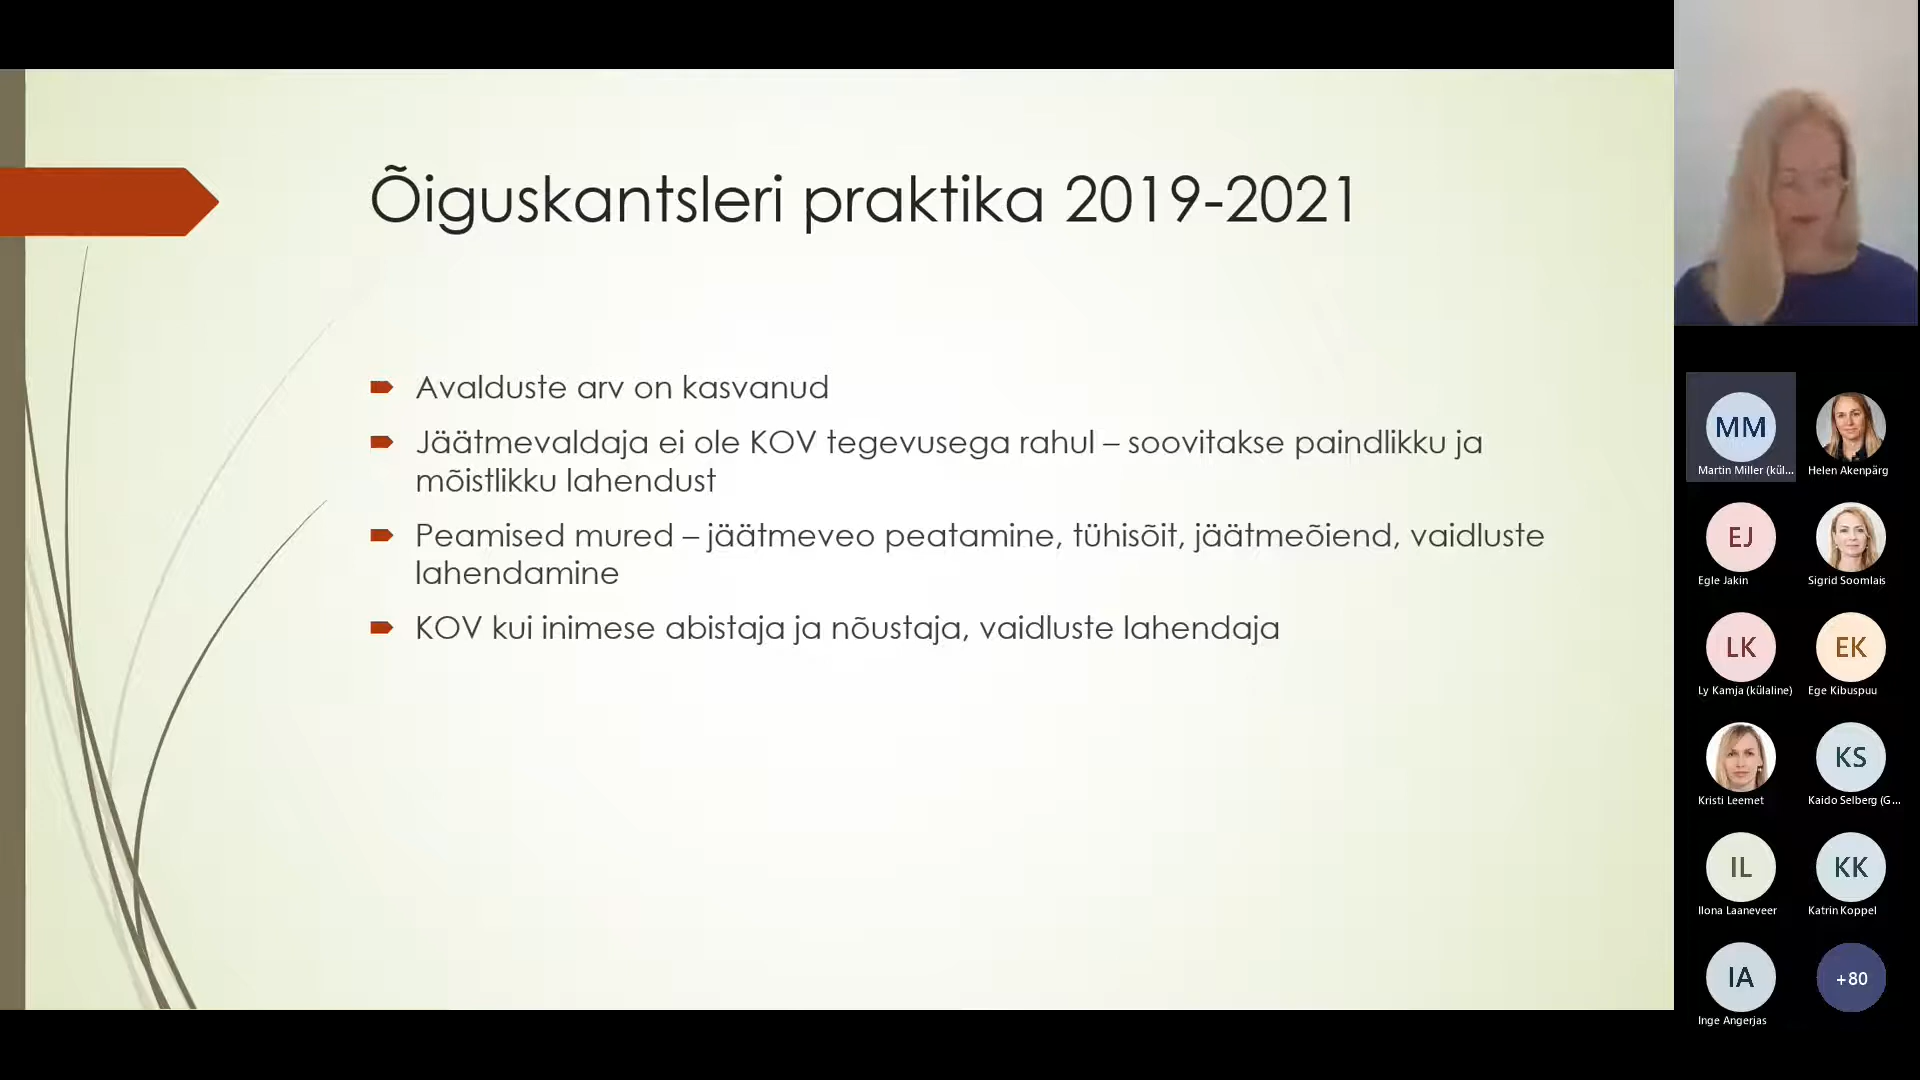 Õiguskantsleri praktika 2019-2021
Avalduste arv on kasvanud
Jäätmevaldaja ei ole KOV tegevusega rahul – soovitakse paindlikku ja
mõistlikku lahendust
Peamised mured – jäätmeveo peatamine, tühisõit, jäätmeõiend, vaidluste
lahendamine
KOV kui inimese abistaja ja nõustaja, vaidluste lahendaja
MM
Martin Miller (kül...
Helen Akenpärg
EJ
Egle Jakin
Sigrid Soomlais
LK
Ly Kamja (külaline)
EK
Ege Kibuspuu
Kristi Leemet
KS
Kaido Selberg (G...
IL
Ilona Laaneveer
KK
Katrin Koppel
IA
Inge Angerjas
+80